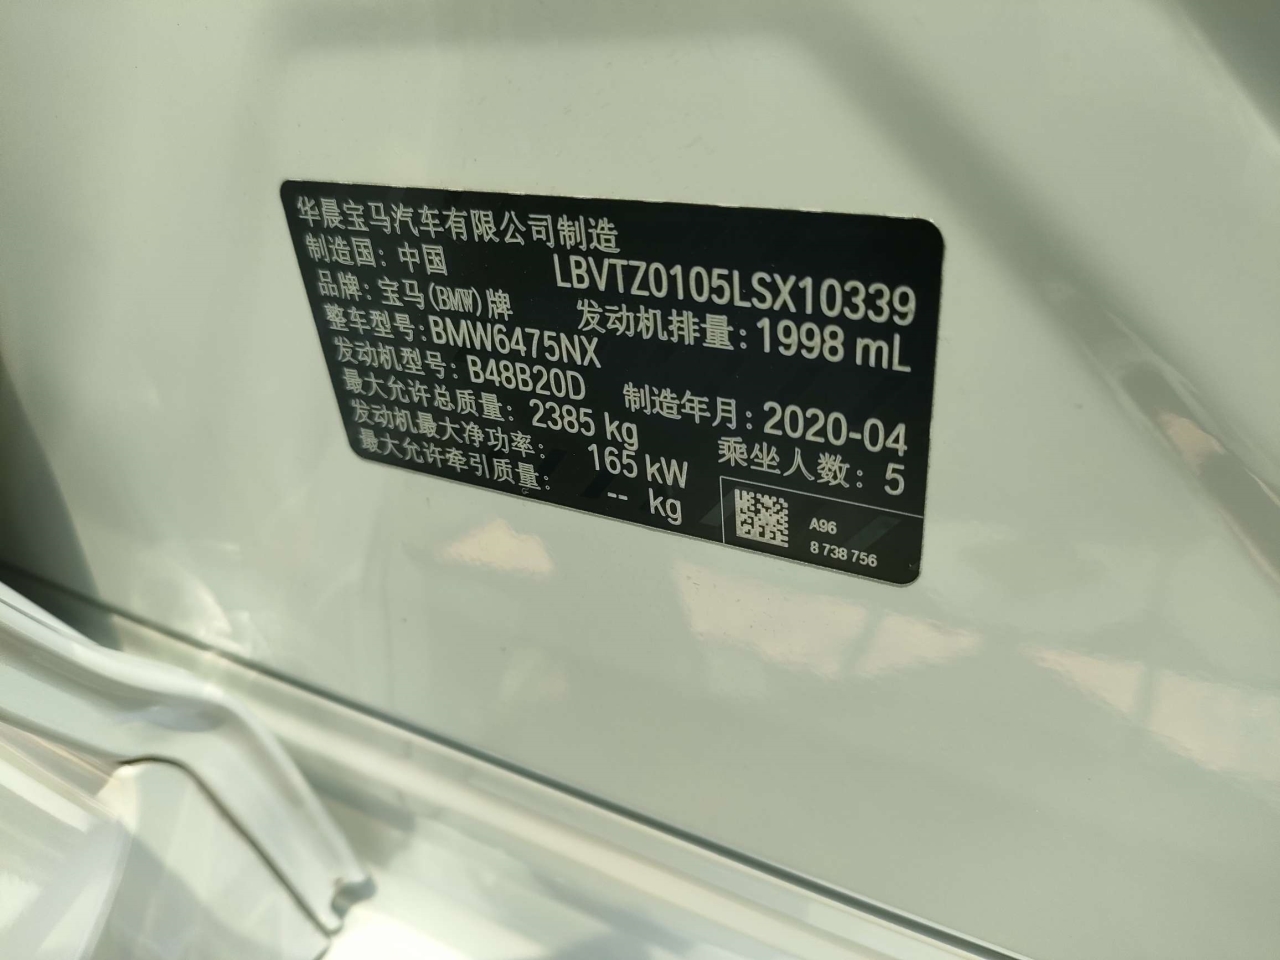 华晨宝马汽车有限公司制造
制造国：中国
LBVTZ0105LSX10339
品牌：宝马(BMW)牌
发动机排量：1998 mL
整车型号：BMW6475NX
发动机型号：B48B20D
制造年月：2020-04
最大允许总质量：2385 kg
乘坐人数：5
发动机最大净功率：165 kW
最大允许牵引质量：-- kg
A96
8 738 756